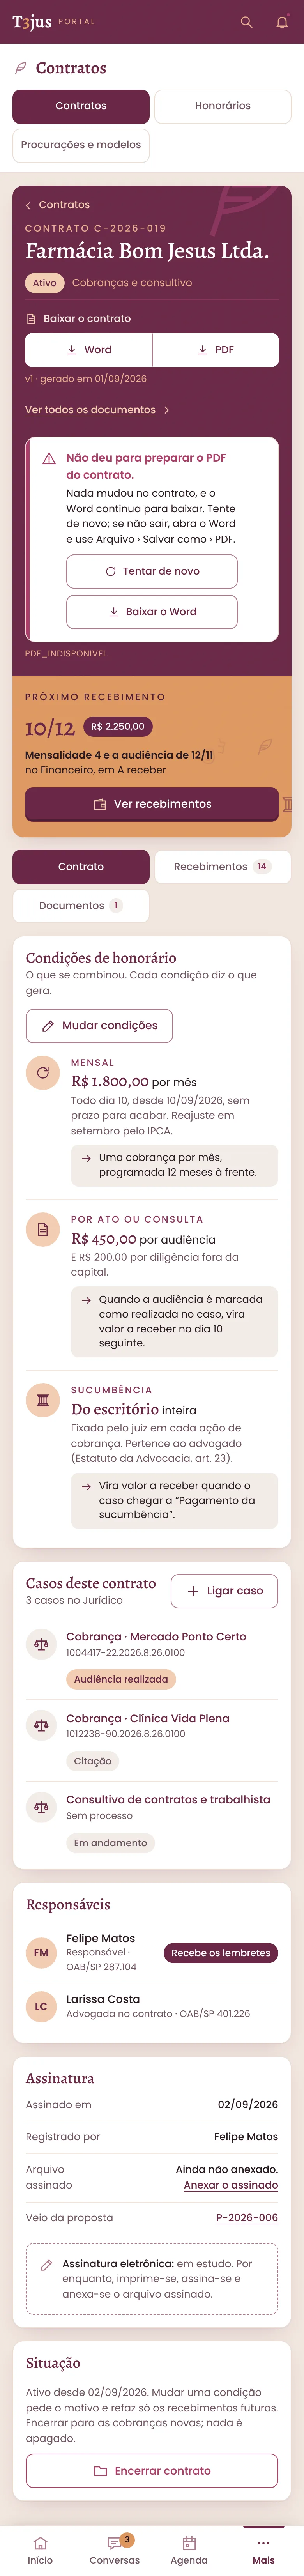 T3jus PORTAL
Contratos
Contratos
Honorários
Procurações e modelos
Contratos
CONTRATO C-2026-019
Farmácia Bom Jesus Ltda.
Ativo
Cobranças e consultivo
Baixar o contrato
Word
PDF
v1 · gerado em 01/09/2026
Ver todos os documentos
Não deu para preparar o PDF
do contrato.
Nada mudou no contrato, e o
Word continua para baixar. Tente
de novo; se não sair, abra o Word
e use Arquivo › Salvar como › PDF.
Tentar de novo
Baixar o Word
PDF_INDISPONIVEL
PRÓXIMO RECEBIMENTO
10/12
R$ 2.250,00
Mensalidade 4 e a audiência de 12/11
no Financeiro, em A receber
Ver recebimentos
Contrato
Recebimentos 14
Documentos 1
Condições de honorário
O que se combinou. Cada condição diz o que
gera.
Mudar condições
MENSAL
R$ 1.800,00 por mês
Todo dia 10, desde 10/09/2026, sem
prazo para acabar. Reajuste em
setembro pelo IPCA.
Uma cobrança por mês,
programada 12 meses à frente.
POR ATO OU CONSULTA
R$ 450,00 por audiência
E R$ 200,00 por diligência fora da
capital.
Quando a audiência é marcada
como realizada no caso, vira
valor a receber no dia 10
seguinte.
SUCUMBÊNCIA
Do escritório inteira
Fixada pelo juiz em cada ação de
cobrança. Pertence ao advogado
(Estatuto da Advocacia, art. 23).
Vira valor a receber quando o
caso chegar a “Pagamento da
sucumbência”.
Casos deste contrato
3 casos no Jurídico
Ligar caso
Cobrança · Mercado Ponto Certo
1004417-22.2026.8.26.0100
Audiência realizada
Cobrança · Clínica Vida Plena
1012238-90.2026.8.26.0100
Citação
Consultivo de contratos e trabalhista
Sem processo
Em andamento
Responsáveis
FM
Felipe Matos
Responsável ·
OAB/SP 287.104
Recebe os lembretes
LC
Larissa Costa
Advogada no contrato · OAB/SP 401.226
Assinatura
Assinado em
02/09/2026
Registrado por
Felipe Matos
Arquivo
assinado
Ainda não anexado.
Anexar o assinado
Veio da proposta
P-2026-006
Assinatura eletrônica: em estudo. Por
enquanto, imprime-se, assina-se e
anexa-se o arquivo assinado.
Situação
Ativo desde 02/09/2026. Mudar uma condição
pede o motivo e refaz só os recebimentos futuros.
Encerrar para as cobranças novas; nada é
apagado.
Encerrar contrato
3
Início
Conversas
Agenda
Mais